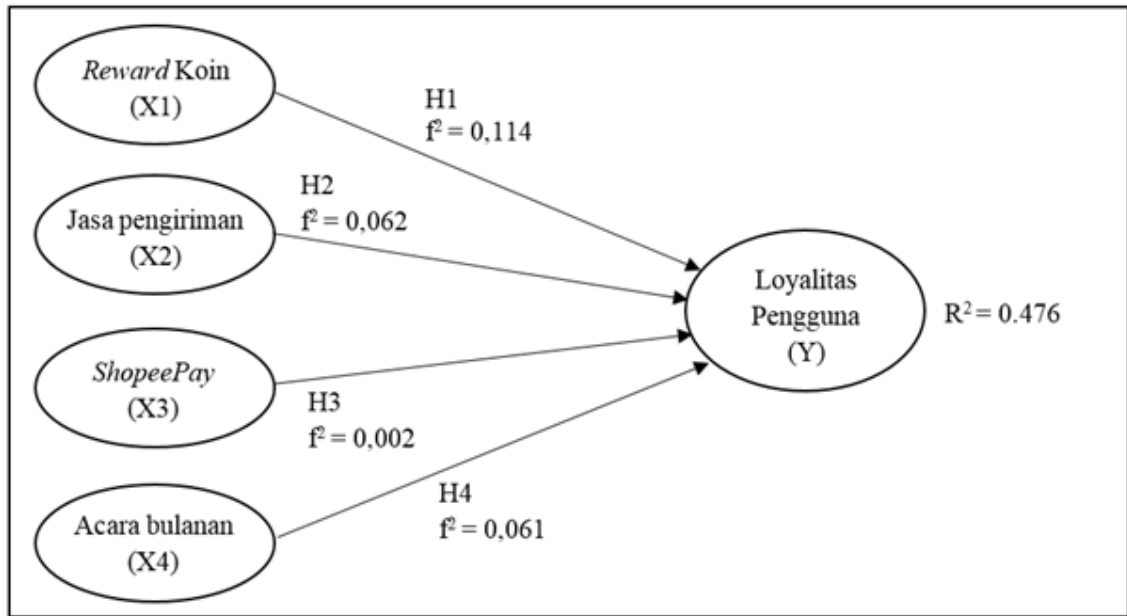 Reward Koin
(X1)
H1
f² = 0,114
Jasa pengiriman
(X2)
H2
f² = 0,062
ShopeePay
(X3)
H3
f² = 0,002
Acara bulanan
(X4)
H4
f² = 0,061
Loyalitas
Pengguna
(Y)
R² = 0.476